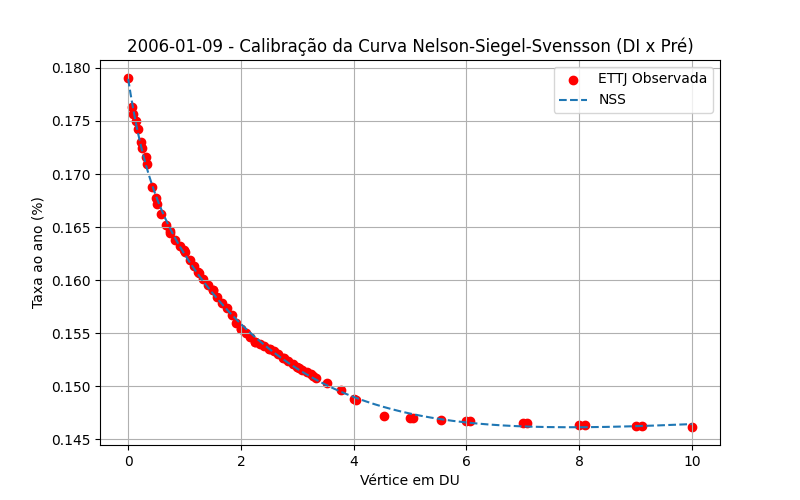 2006-01-09 - Calibração da Curva Nelson-Siegel-Svensson (DI x Pré)
ETTJ Observada
NSS
Taxa ao ano (%)
0.180
0.175
0.170
0.165
0.160
0.155
0.150
0.145
0 2 4 6 8 10
Vértice em DU